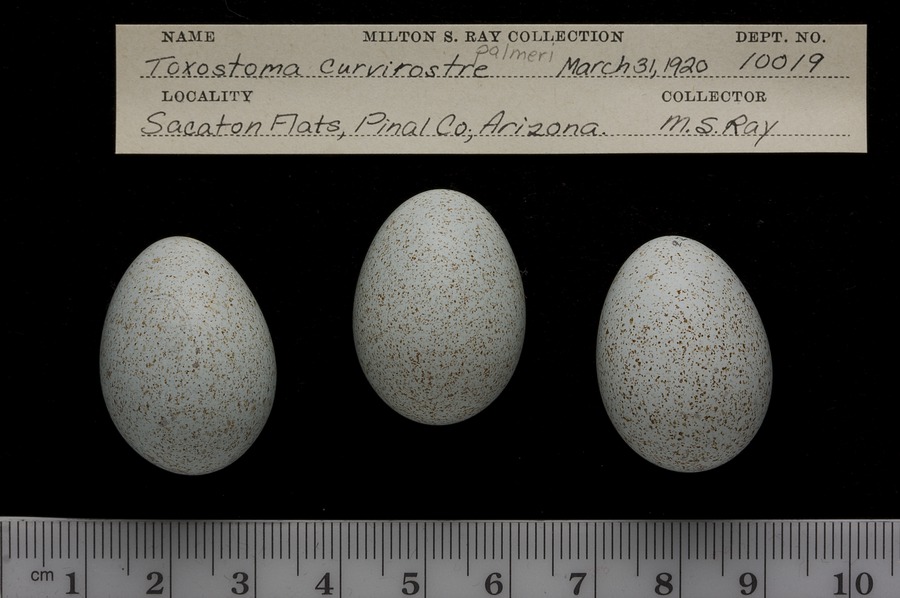 NAME MILTON S. RAY COLLECTION DEPT. NO.
palmeri
Toxostoma curvirostre March 31, 1920 10019
LOCALITY COLLECTOR
Sacaton Flats, Pinal Co., Arizona. M. S. Ray
cm 1 2 3 4 5 6 7 8 9 10